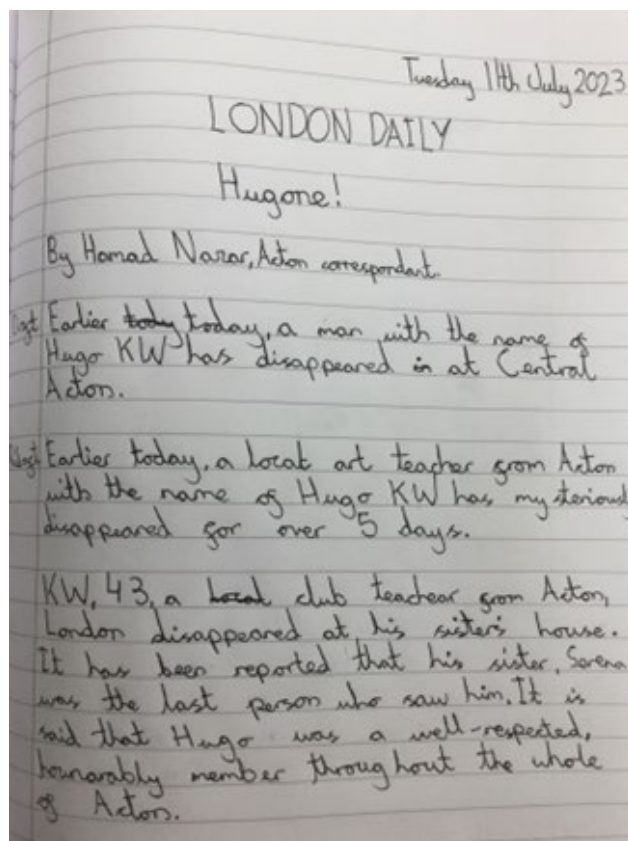 Tuesday 11th July 2023
LONDON DAILY
Hugone!
By Hamad Nazar, Acton correspondant.
Earlier today, a man with the name of
Hugo KW has disappeared at Central
Acton.
Earlier today, a local art teacher from Acton
with the name of Hugo KW has mysteriously
disappeared for over 5 days.
KW, 43, a club teachear from Acton,
London disappeared at his sister's house.
It has been reported that his sister, Serena
was the last person who saw him. It is
said that Hugo was a well-respected,
hounarably member throughout the whole
of Acton.